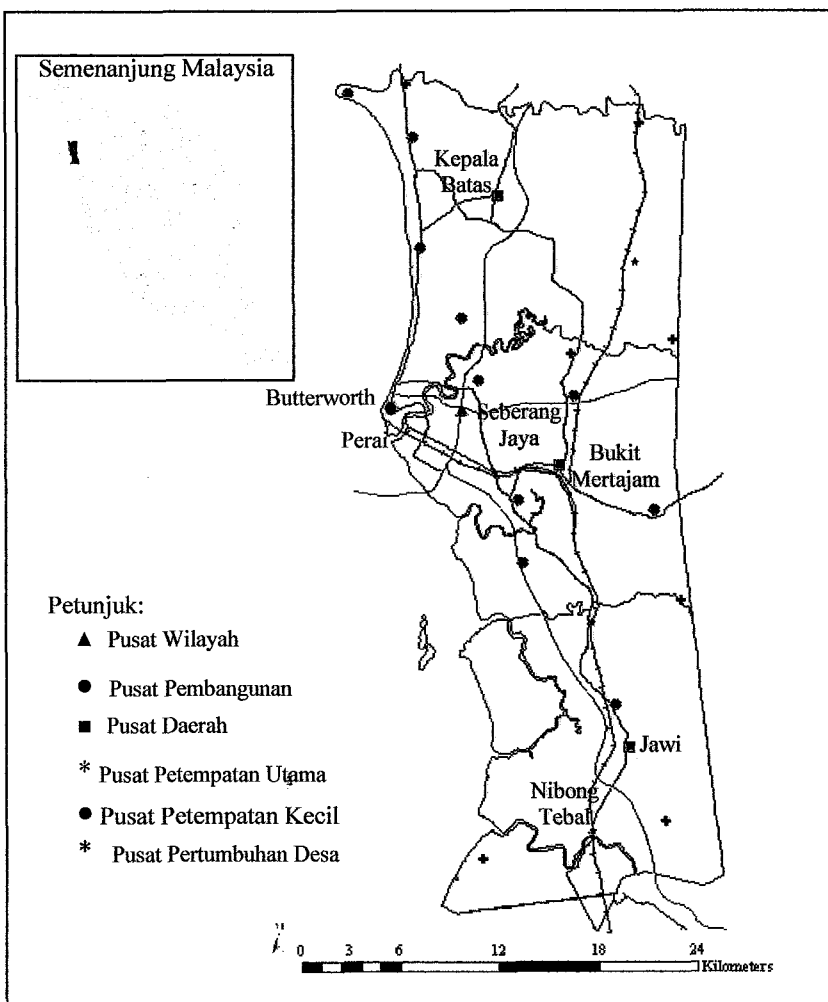 Semenanjung Malaysia
Kepala
Batas
Butterworth
Perai
Seberang
Jaya
Bukit
Mertajam
Petunjuk:
Pusat Wilayah
Pusat Pembangunan
Pusat Daerah
Pusat Petempatan Utama
Pusat Petempatan Kecil
Pusat Pertumbuhan Desa
Jawi
Nibong
Tebal
0 3 6 12 18 24
Kilometers